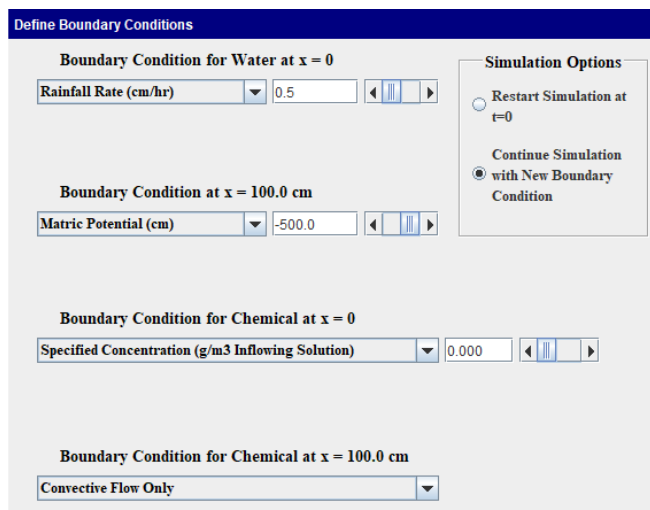 Define Boundary Conditions
Boundary Condition for Water at x = 0
Rainfall Rate (cm/hr)
0.5
Simulation Options
Restart Simulation at
t=0
Continue Simulation
with New Boundary
Condition
Boundary Condition at x = 100.0 cm
Matric Potential (cm)
-500.0
Boundary Condition for Chemical at x = 0
Specified Concentration (g/m3 Inflowing Solution)
0.000
Boundary Condition for Chemical at x = 100.0 cm
Convective Flow Only